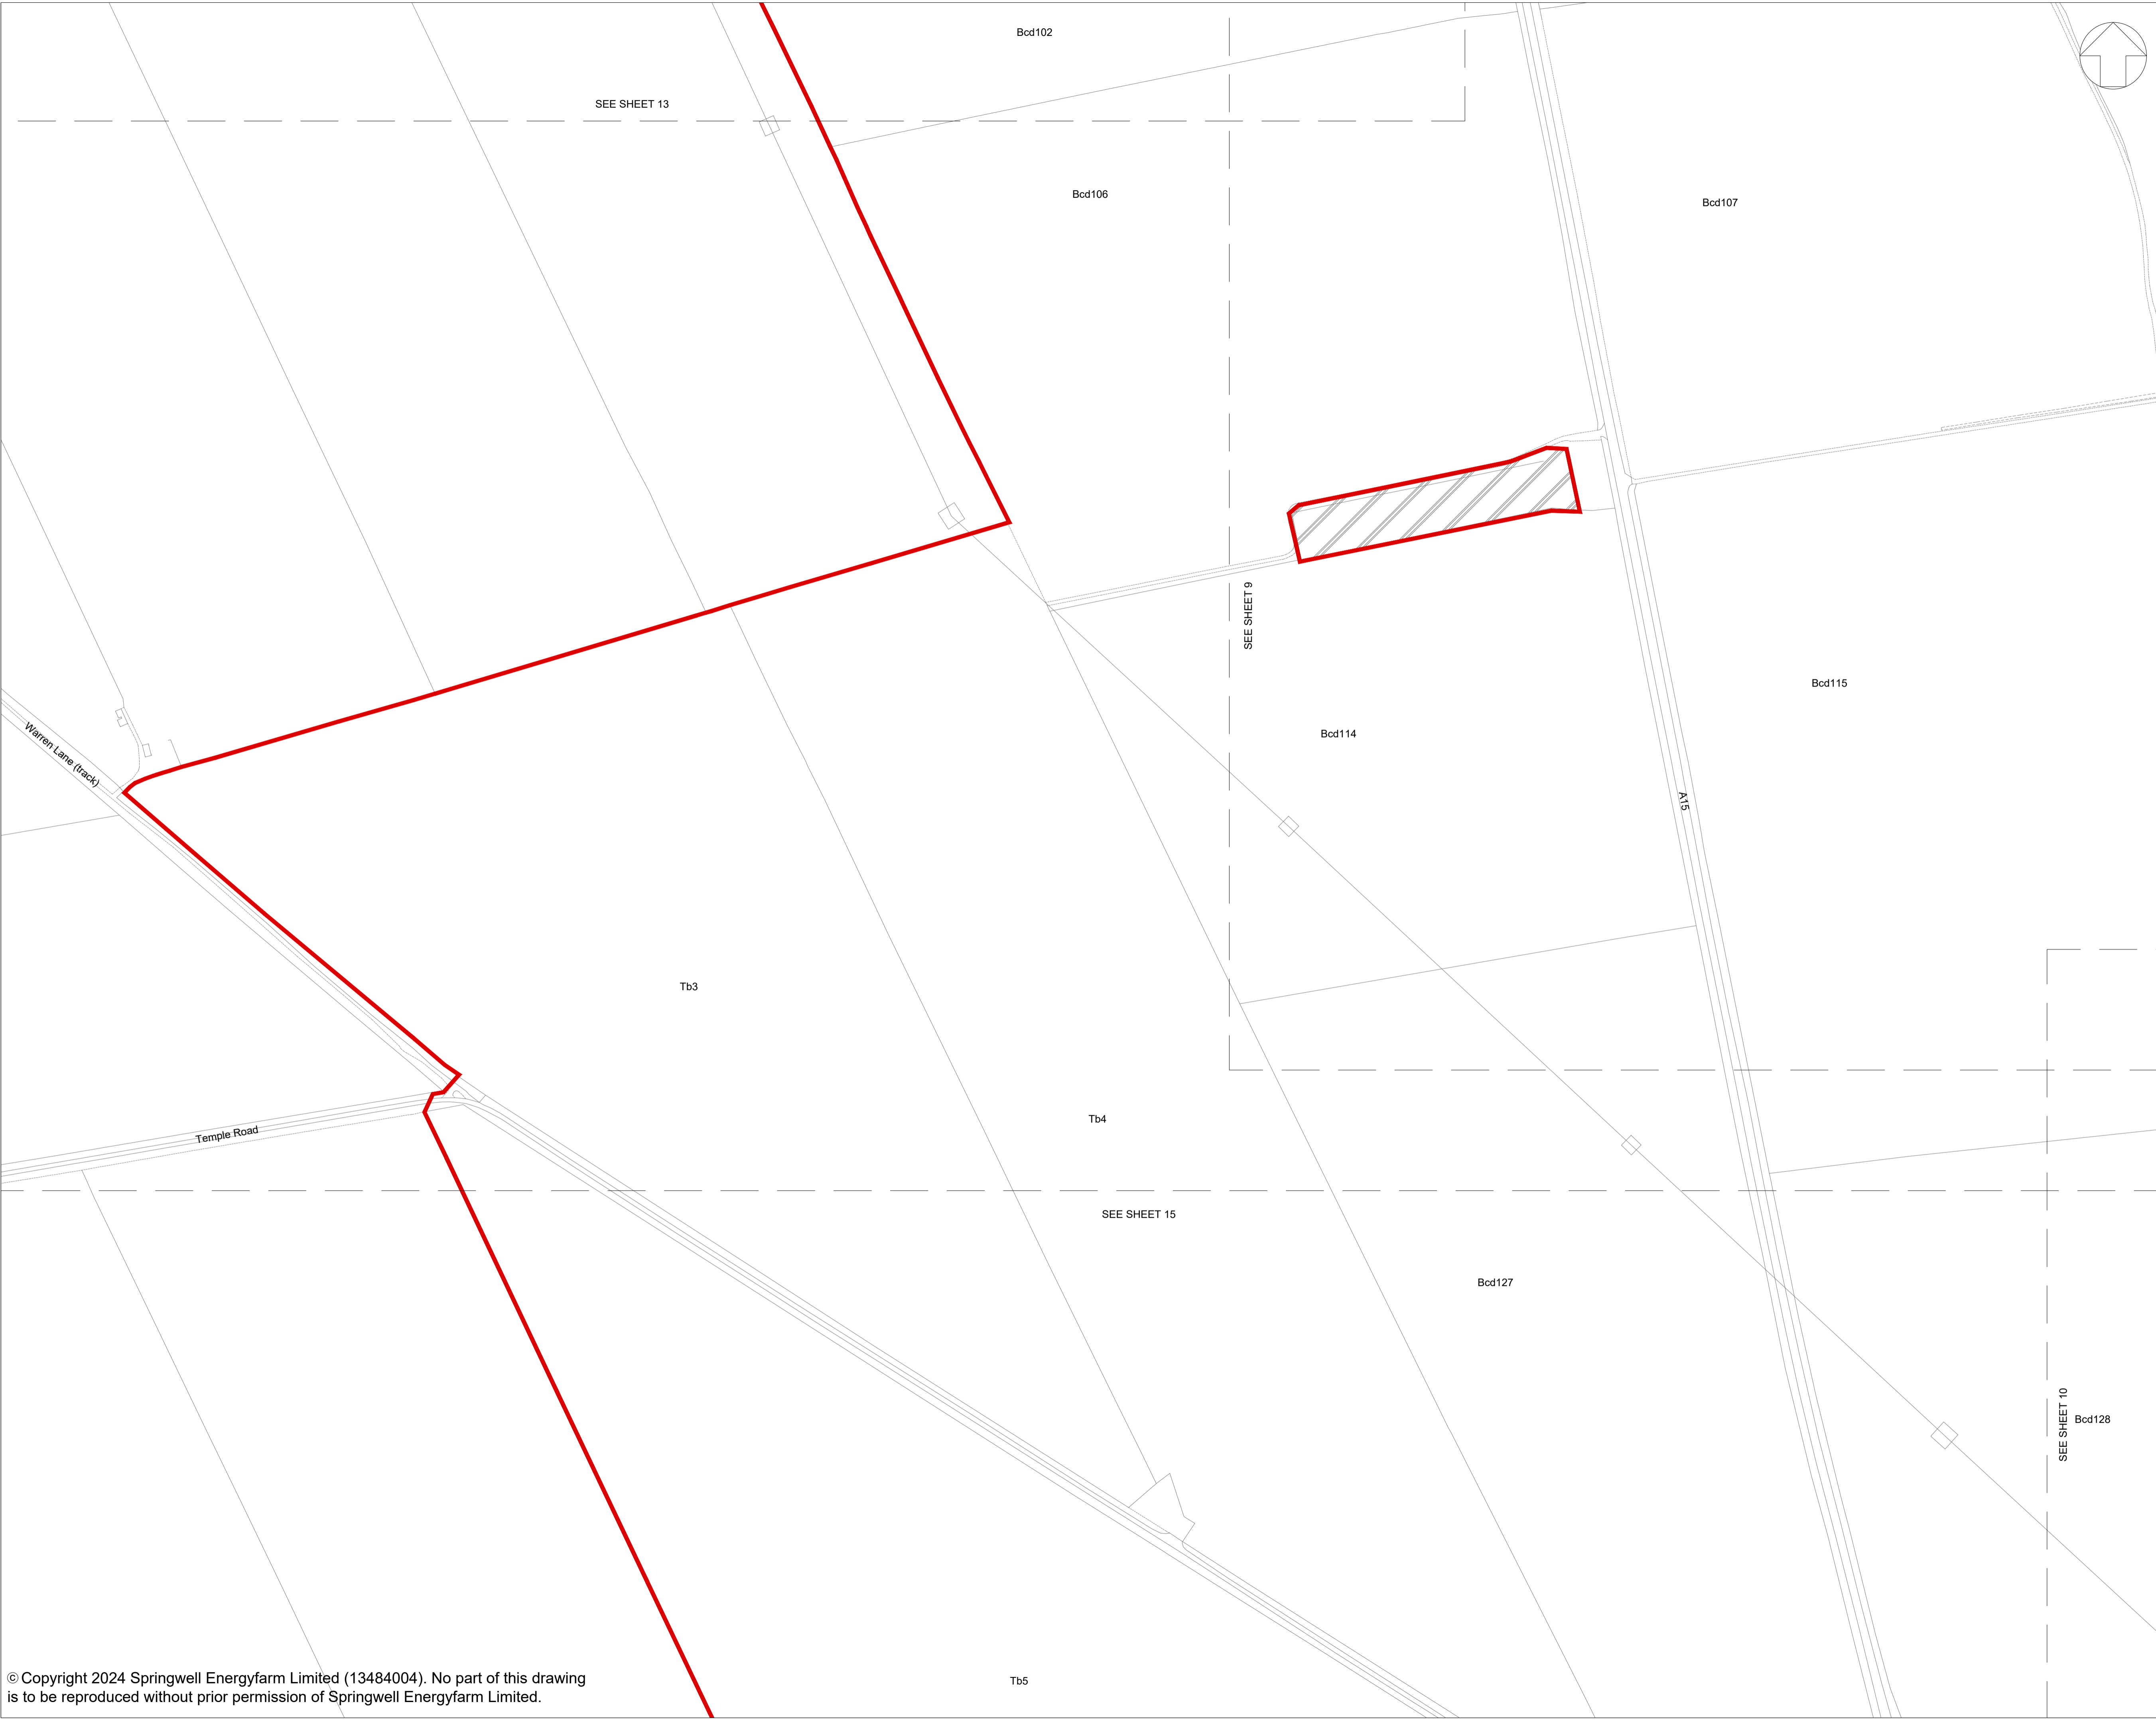 Bcd102
SEE SHEET 13
Bcd106
Bcd107
SEE SHEET 9
Bcd115
Bcd114
Warren Lane (track)
A15
Tb3
Tb4
Temple Road
SEE SHEET 15
Bcd127
SEE SHEET 10
Bcd128
© Copyright 2024 Springwell Energyfarm Limited (13484004). No part of this drawing
is to be reproduced without prior permission of Springwell Energyfarm Limited.
Tb5